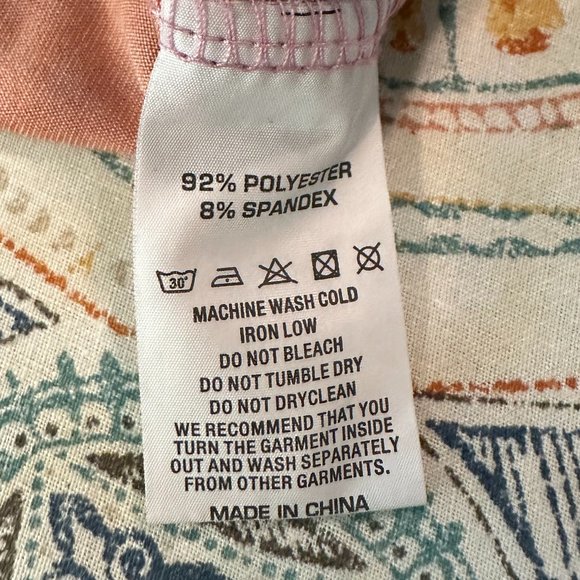 92% POLYESTER
8% SPANDEX
30°
MACHINE WASH COLD
IRON LOW
DO NOT BLEACH
DO NOT TUMBLE DRY
DO NOT DRYCLEAN
WE RECOMMEND THAT YOU
TURN THE GARMENT INSIDE
OUT AND WASH SEPARATELY
FROM OTHER GARMENTS.
MADE IN CHINA